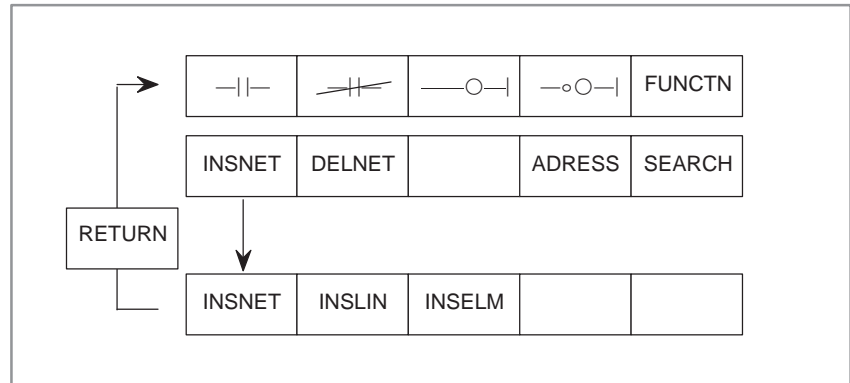 FUNCTN
INSNET DELNET ADRESS SEARCH
RETURN
INSNET INSLIN INSELM